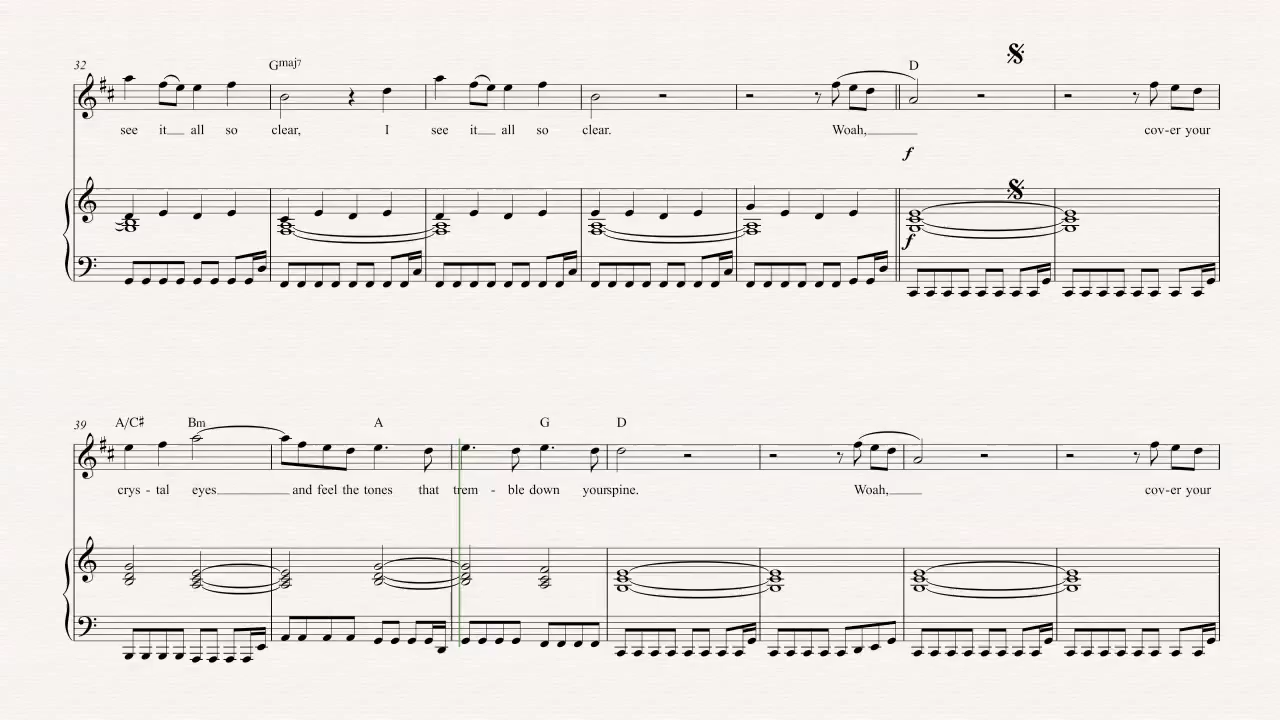 32 Gmaj7 D
see it all so clear, I see it all so clear. Woah, cov-er your
f
f
39 A/C♯ Bm A G D
crys - tal eyes and feel the tones that trem - ble down your spine. Woah, cov-er your